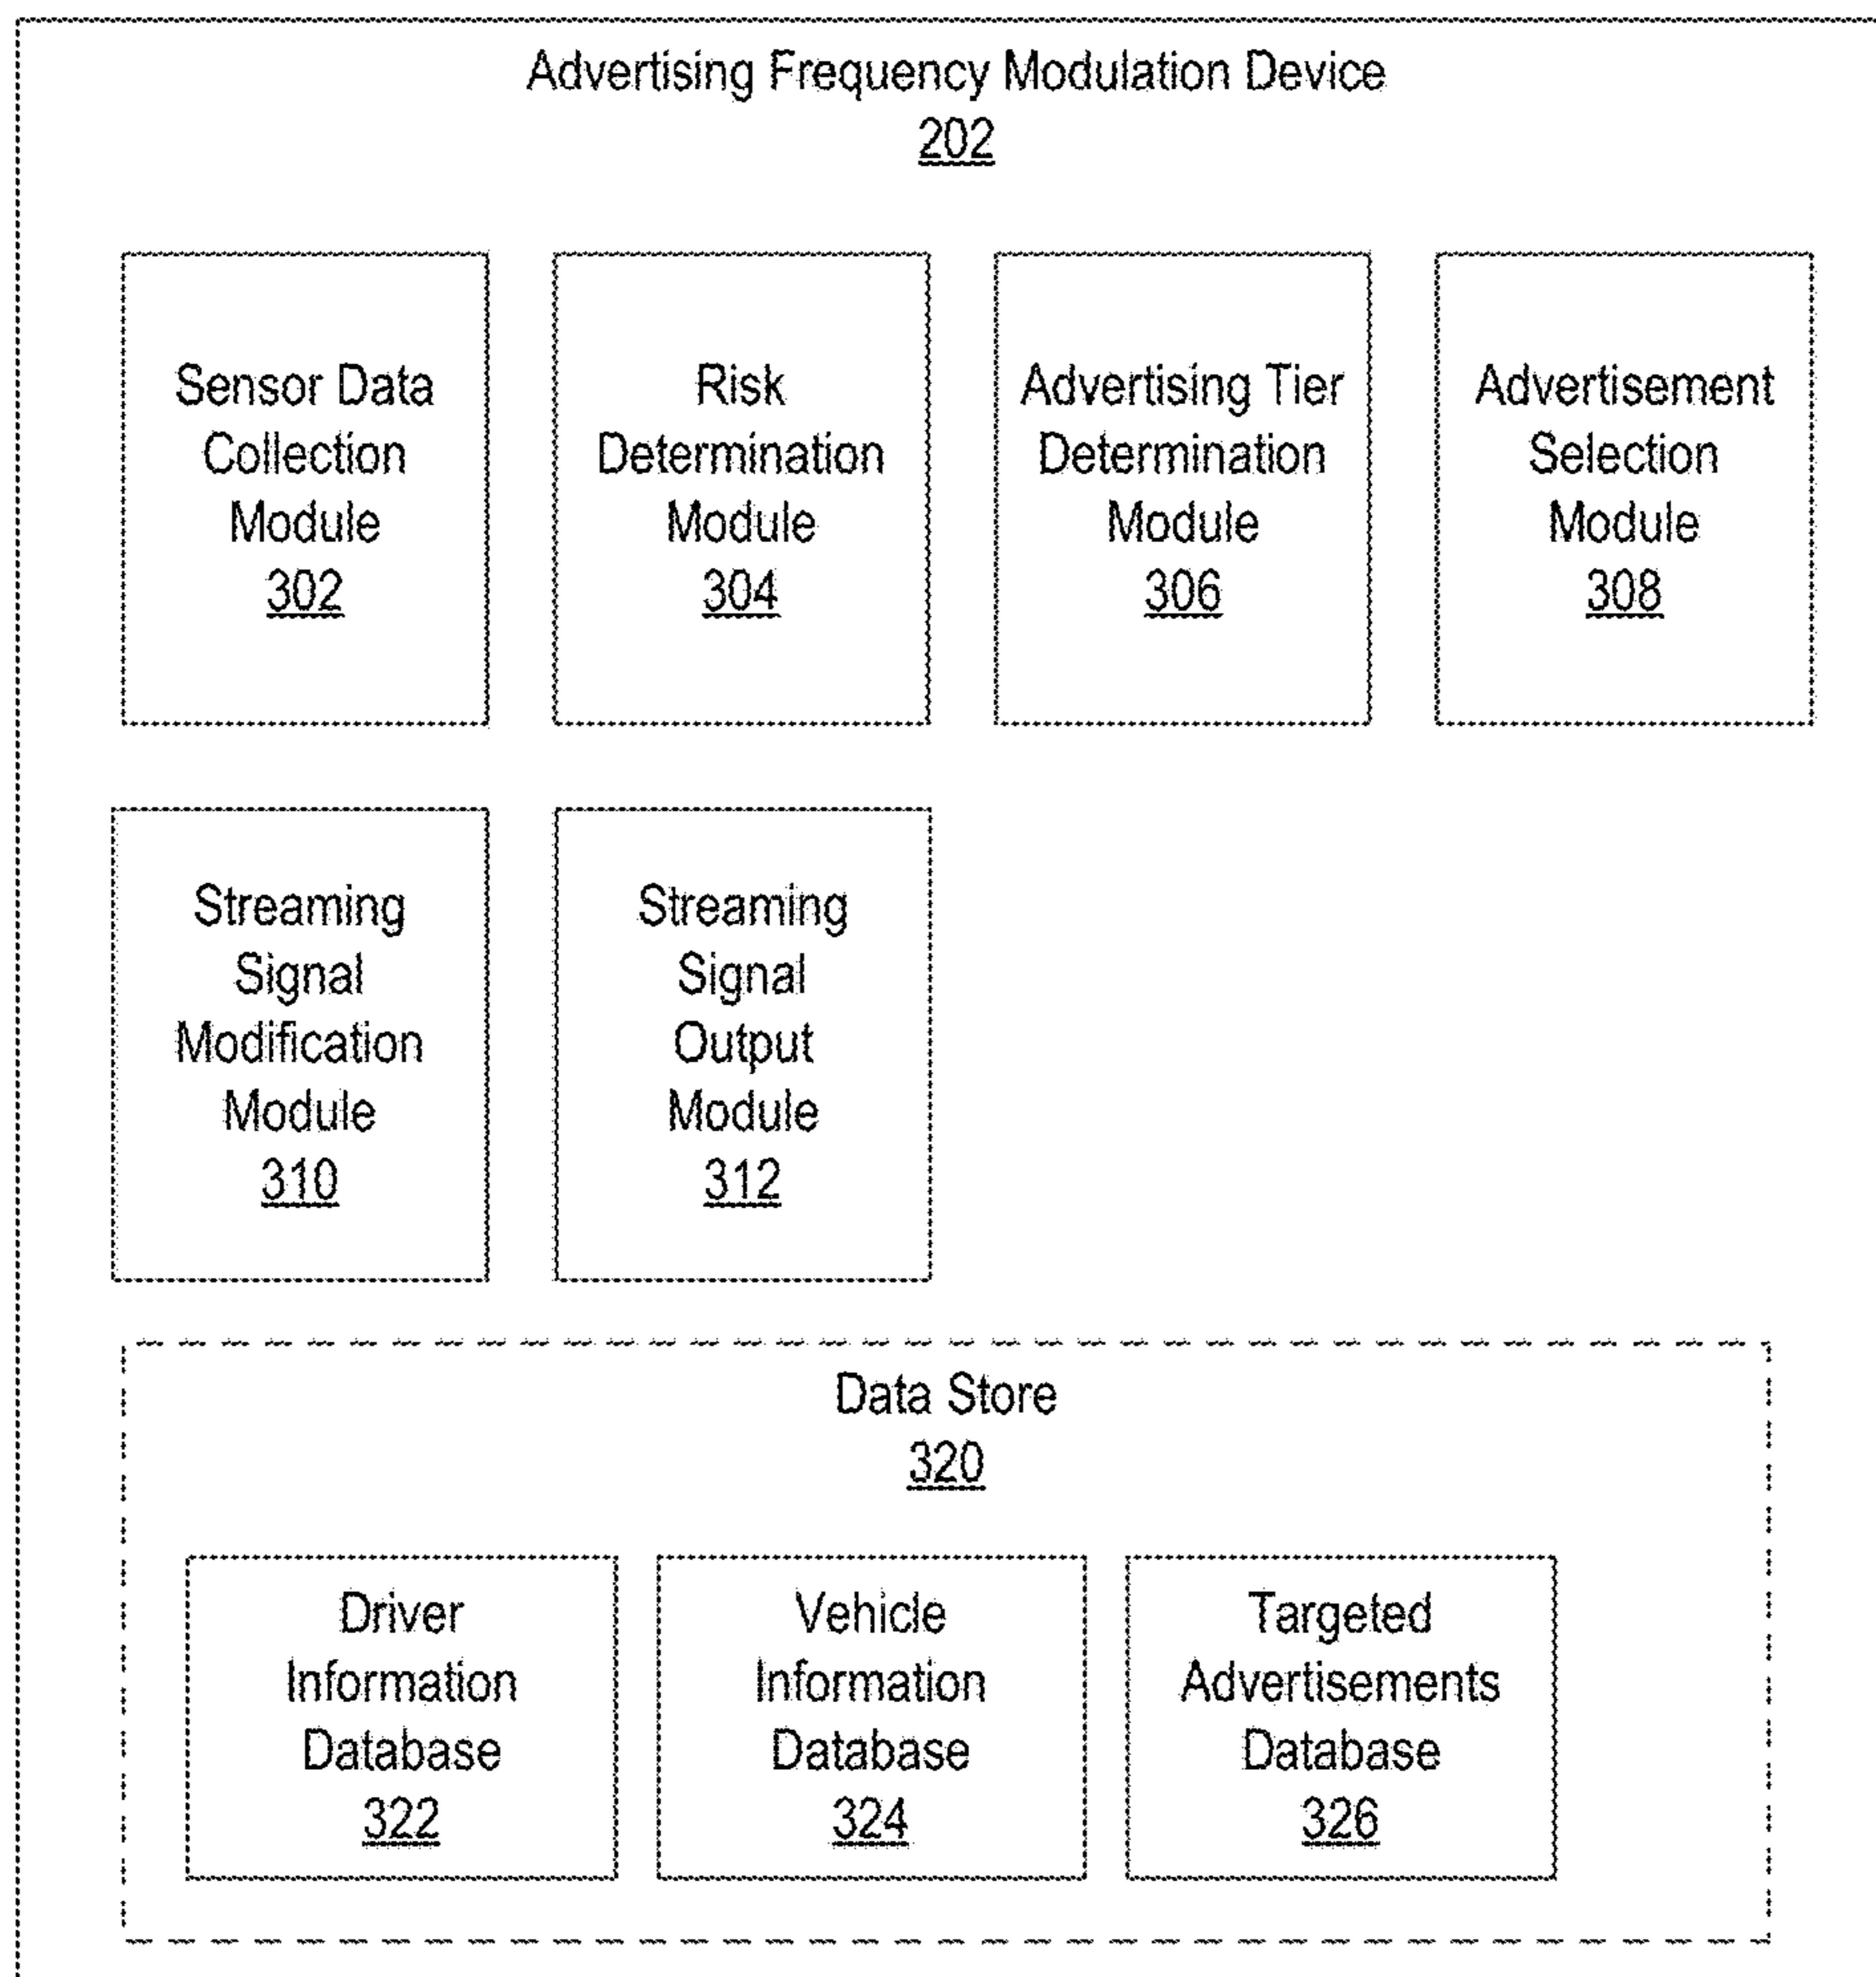 Advertising Frequency Modulation Device
202
Sensor Data
Collection
Module
302
Risk
Determination
Module
304
Advertising Tier
Determination
Module
306
Advertisement
Selection
Module
308
Streaming
Signal
Modification
Module
310
Streaming
Signal
Output
Module
312
Data Store
320
Driver
Information
Database
322
Vehicle
Information
Database
324
Targeted
Advertisements
Database
326